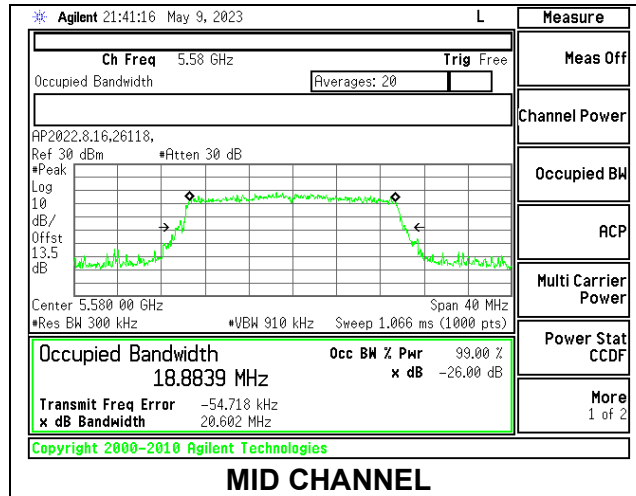 Agilent 21:41:16 May 9, 2023 L Measure
Ch Freq 5.58 GHz Trig Free
Meas Off
Occupied Bandwidth Averages: 20
Channel Power
AP2022.8.16,26118,
Ref 30 dBm #Atten 30 dB
#Peak
Occupied BW
Log
10
dB/
ACP
Offst
13.5
dB
Multi Carrier
Power
Center 5.580 00 GHz Span 40 MHz
#Res BW 300 kHz #VBW 910 kHz Sweep 1.066 ms (1000 pts)
Power Stat
CCDF
Occupied Bandwidth Occ BW % Pwr 99.00 %
18.8839 MHz x dB -26.00 dB
More
1 of 2
Transmit Freq Error -54.718 kHz
x dB Bandwidth 20.602 MHz
Copyright 2000-2010 Agilent Technologies
MID CHANNEL